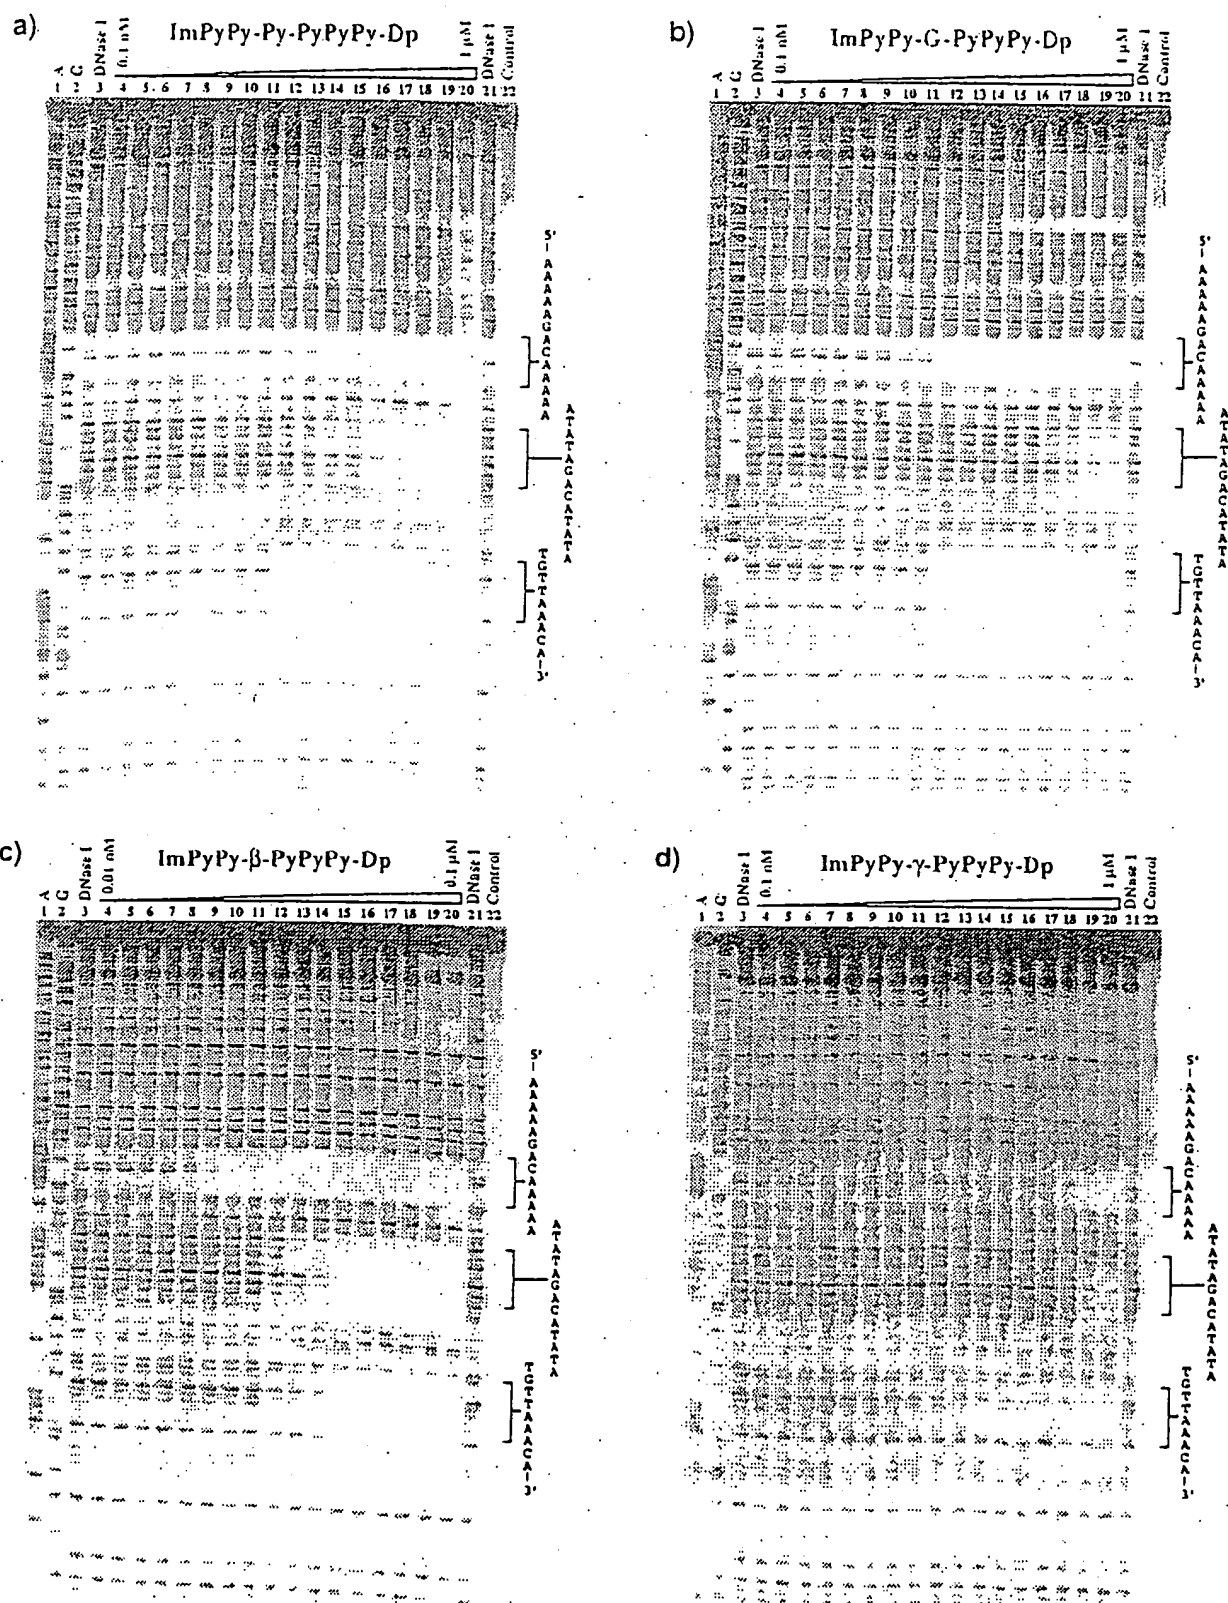 a)
ImPyPy-Py-PyPyPy-Dp
A
G
DNase I
0.1 nM
1 µM
DNase I
Control
1 2 3 4 5 6 7 8 9 10 11 12 13 14 15 16 17 18 19 20 21 22
5'-AAAAAGACAAAAA
ATATAGACATATA
TGTTAAACA-3'
b)
ImPyPy-G-PyPyPy-Dp
A
G
DNase I
0.1 nM
1 µM
DNase I
Control
1 2 3 4 5 6 7 8 9 10 11 12 13 14 15 16 17 18 19 20 21 22
5'-AAAAAGACAAAAA
ATATAGACATATA
TGTTAAACA-3'
c)
ImPyPy-β-PyPyPy-Dp
A
G
DNase I
0.01 nM
0.1 µM
DNase I
Control
1 2 3 4 5 6 7 8 9 10 11 12 13 14 15 16 17 18 19 20 21 22
5'-AAAAAGACAAAAA
ATATAGACATATA
TGTTAAACA-3'
d)
ImPyPy-γ-PyPyPy-Dp
A
G
DNase I
0.1 nM
1 µM
DNase I
Control
1 2 3 4 5 6 7 8 9 10 11 12 13 14 15 16 17 18 19 20 21 22
5'-AAAAAGACAAAAA
ATATAGACATATA
TGTTAAACA-3'